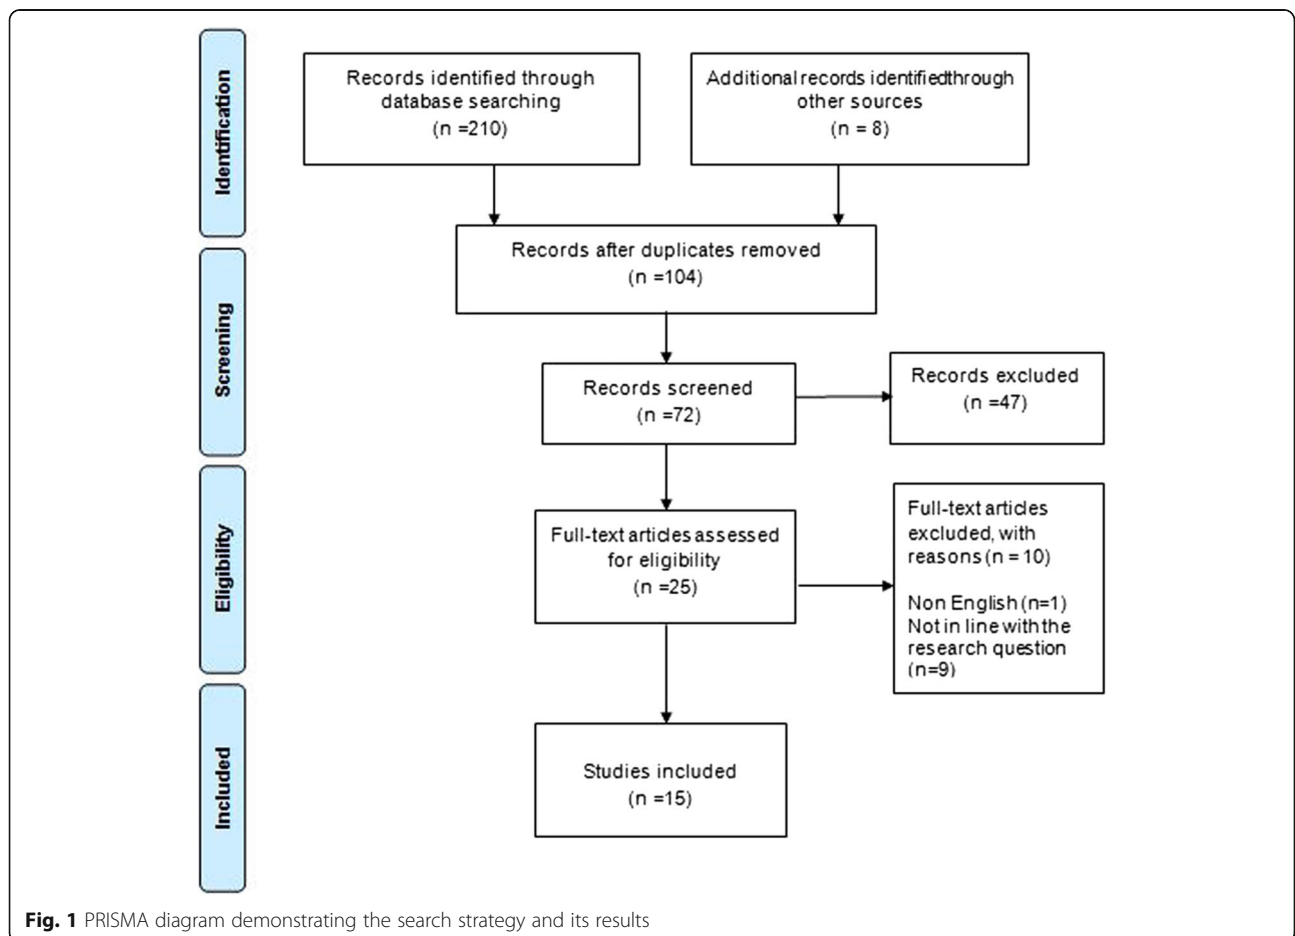 Identification
Records identified through
database searching
(n =210)
Additional records identifiedthrough
other sources
(n = 8)
Records after duplicates removed
(n =104)
Screening
Records screened
(n =72)
Records excluded
(n =47)
Eligibility
Full-text articles assessed
for eligibility
(n =25)
Full-text articles
excluded, with
reasons (n = 10)
Non English (n=1)
Not in line with the
research question
(n=9)
Included
Studies included
(n =15)
Fig. 1 PRISMA diagram demonstrating the search strategy and its results